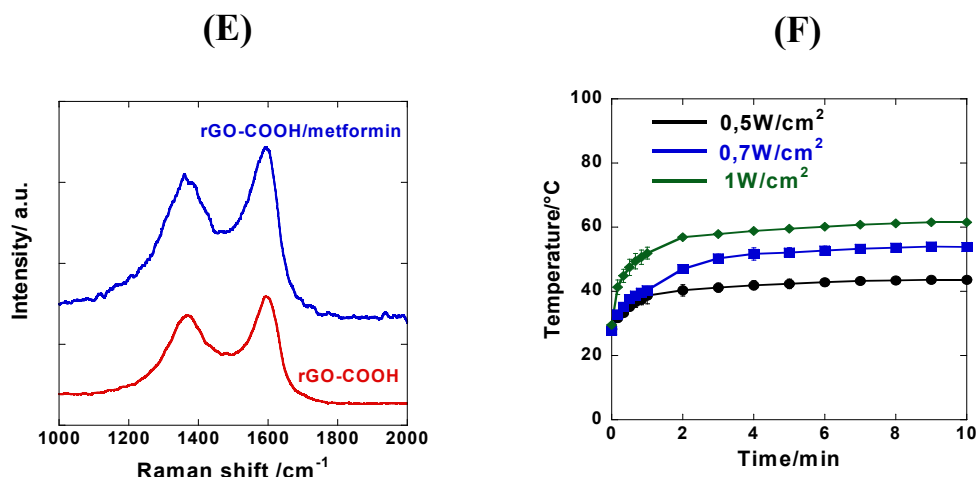 (E)
rGO-COOH/metformin
rGO-COOH
Intensity/ a.u.
1000 1200 1400 1600 1800 2000
Raman shift /cm⁻¹
(F)
0,5W/cm²
0,7W/cm²
1W/cm²
Temperature/°C
100
80
60
40
20
0
0 2 4 6 8 10
Time/min